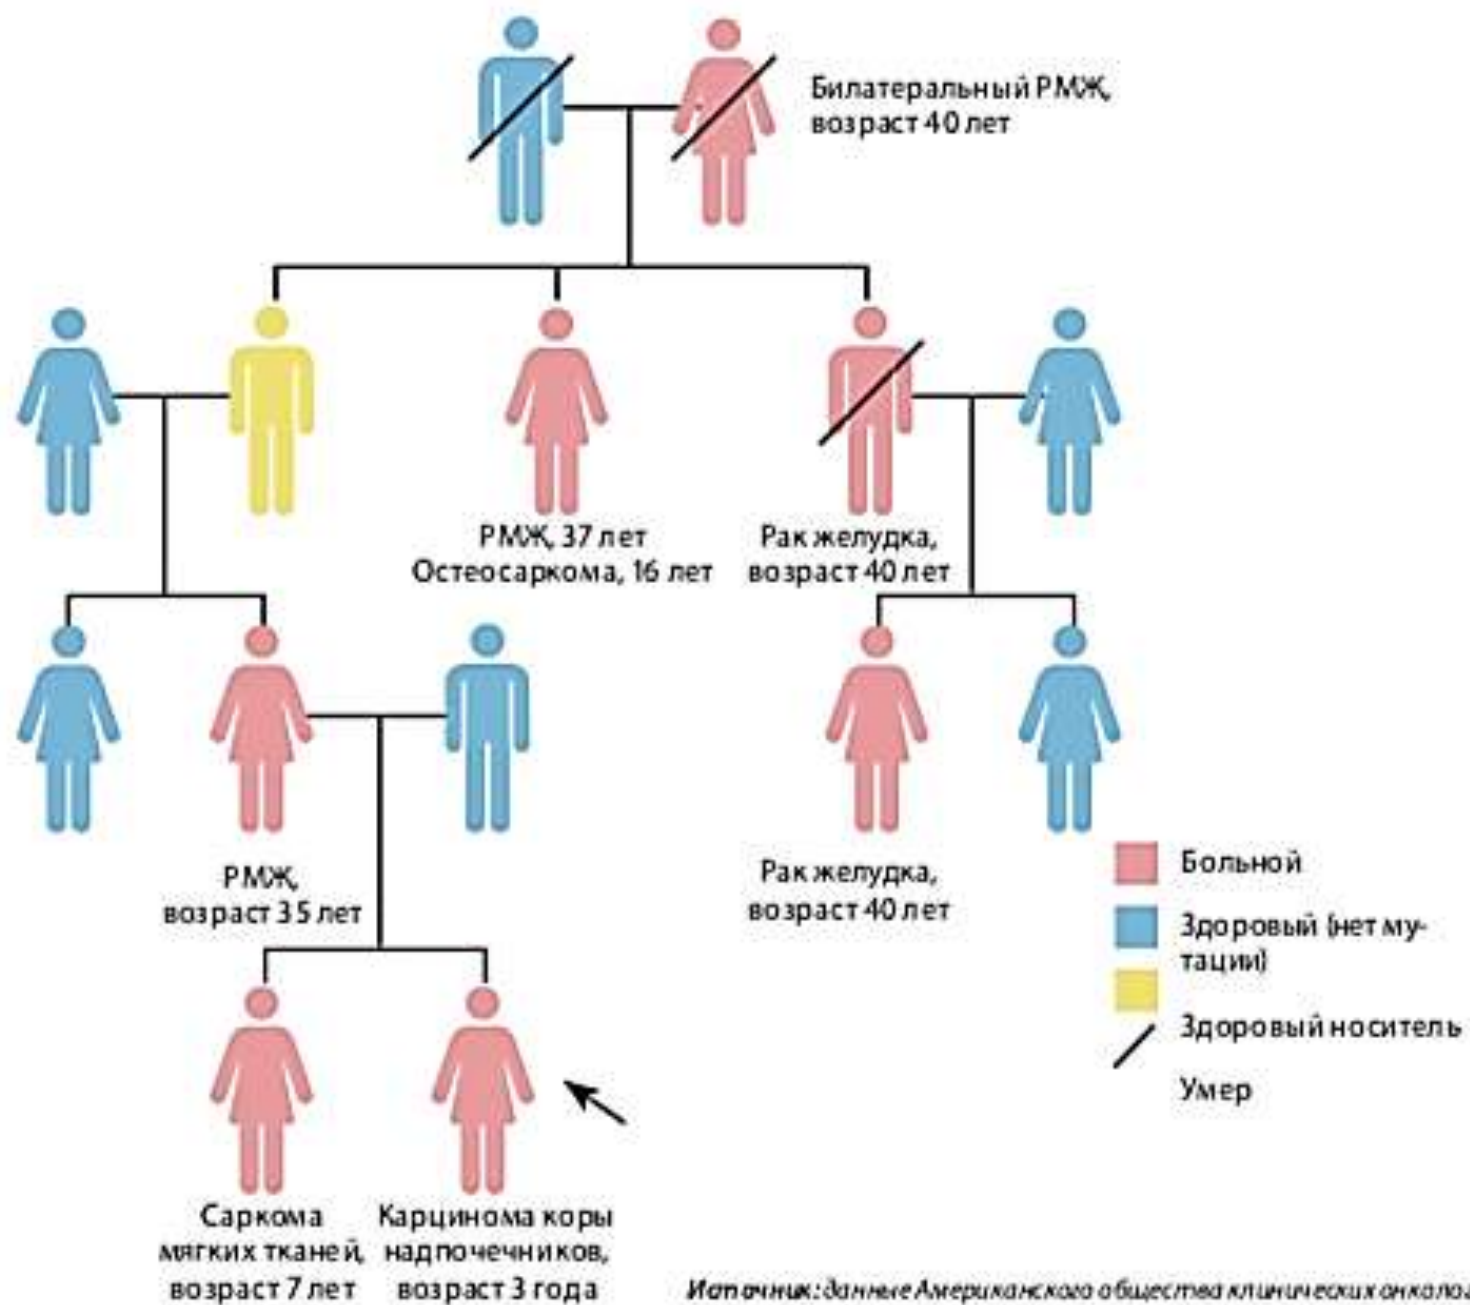 Билатеральный РМЖ,
возраст 40 лет
РМЖ, 37 лет
Остеосаркома, 16 лет
Рак желудка,
возраст 40 лет
РМЖ,
возраст 35 лет
Рак желудка,
возраст 40 лет
Больной
Здоровый (нет му-
тации)
Здоровый носитель
Умер
Саркома
мягких тканей,
возраст 7 лет
Карцинома коры
надпочечников,
возраст 3 года
Источник: данные Американского общества клинических